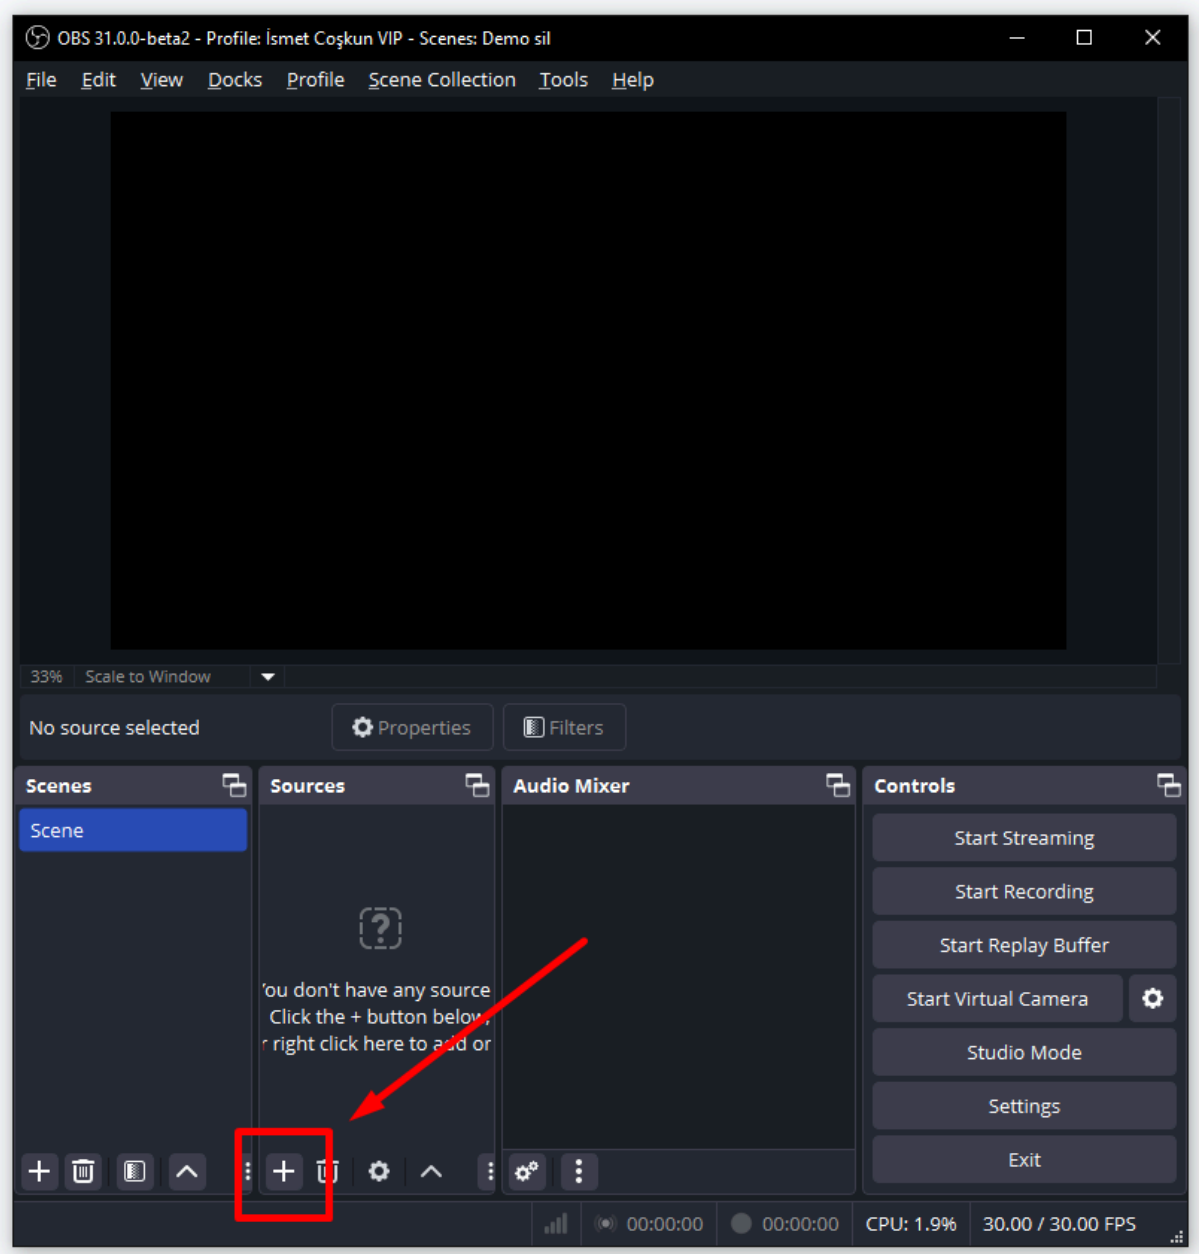 OBS 31.0.0-beta2 - Profile: İsmet Coşkun VIP - Scenes: Demo sil
File Edit View Docks Profile Scene Collection Tools Help
33% Scale to Window
No source selected Properties Filters
Scenes
Scene
Sources
ou don't have any source
Click the + button below,
r right click here to add or
Audio Mixer
Controls
Start Streaming
Start Recording
Start Replay Buffer
Start Virtual Camera
Studio Mode
Settings
Exit
00:00:00 00:00:00 CPU: 1.9% 30.00 / 30.00 FPS